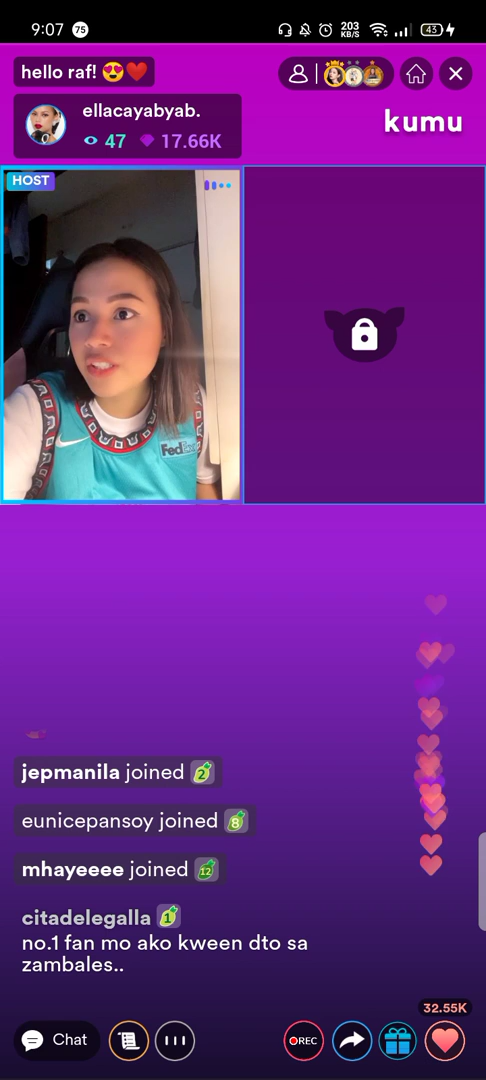 9:07 75 203 KB/S 43
hello raf! 😍❤️
ellacayabyab.
47 17.66K
kumu
HOST
FedEx
jepmanila joined 2
eunicepansoy joined 8
mhayeeee joined 12
citadelegalla 1
no.1 fan mo ako kween dto sa
zambales..
32.55K
Chat REC